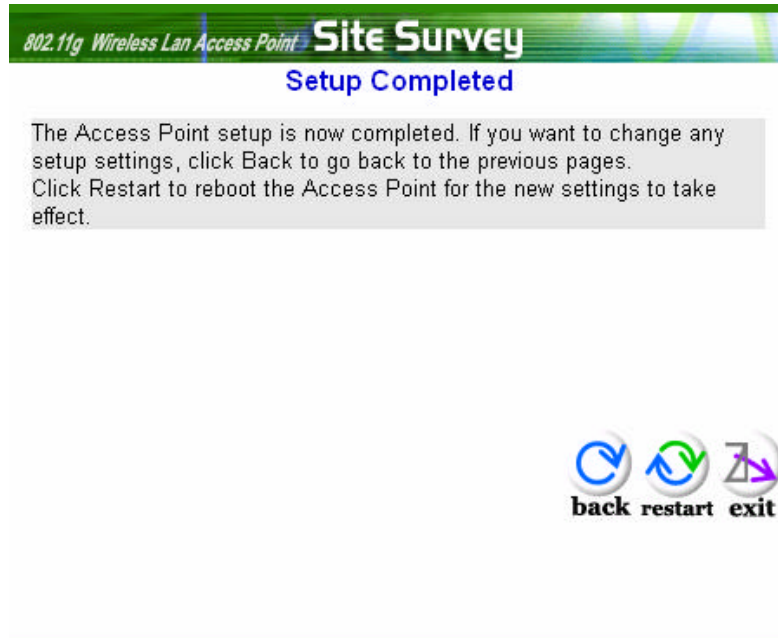 802.11g Wireless Lan Access Point Site Survey
Setup Completed
The Access Point setup is now completed. If you want to change any
setup settings, click Back to go back to the previous pages.
Click Restart to reboot the Access Point for the new settings to take
effect.
back restart exit